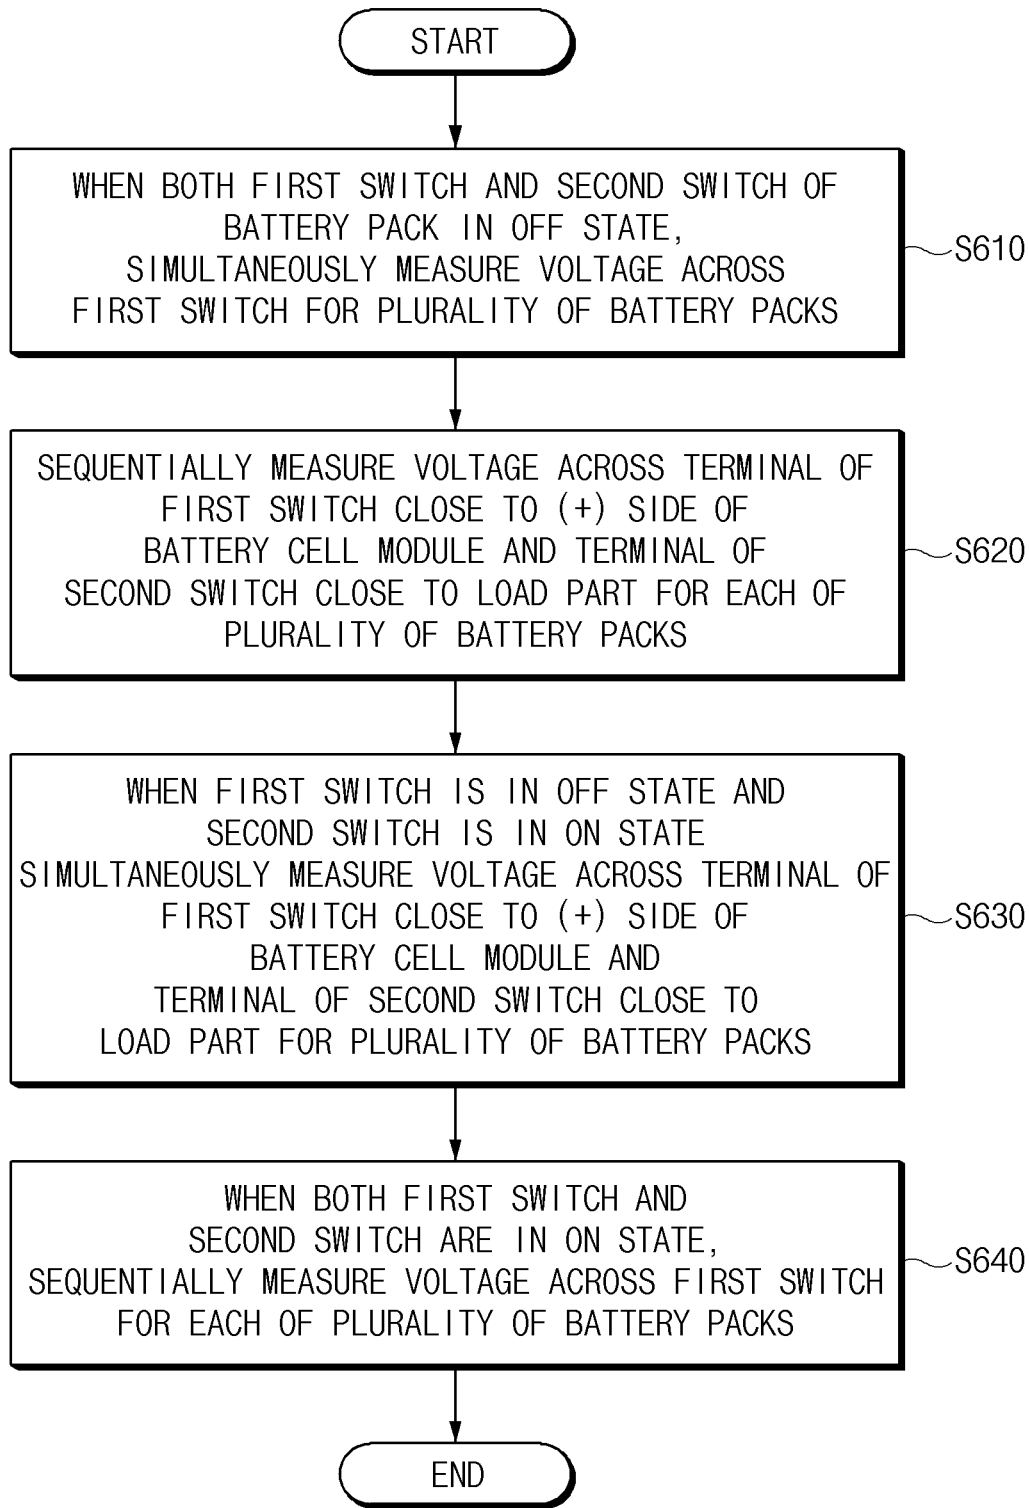 START
WHEN BOTH FIRST SWITCH AND SECOND SWITCH OF
BATTERY PACK IN OFF STATE,
SIMULTANEOUSLY MEASURE VOLTAGE ACROSS
FIRST SWITCH FOR PLURALITY OF BATTERY PACKS
S610
SEQUENTIALLY MEASURE VOLTAGE ACROSS TERMINAL OF
FIRST SWITCH CLOSE TO (+) SIDE OF
BATTERY CELL MODULE AND TERMINAL OF
SECOND SWITCH CLOSE TO LOAD PART FOR EACH OF
PLURALITY OF BATTERY PACKS
S620
WHEN FIRST SWITCH IS IN OFF STATE AND
SECOND SWITCH IS IN ON STATE
SIMULTANEOUSLY MEASURE VOLTAGE ACROSS TERMINAL OF
FIRST SWITCH CLOSE TO (+) SIDE OF
BATTERY CELL MODULE AND
TERMINAL OF SECOND SWITCH CLOSE TO
LOAD PART FOR PLURALITY OF BATTERY PACKS
S630
WHEN BOTH FIRST SWITCH AND
SECOND SWITCH ARE IN ON STATE,
SEQUENTIALLY MEASURE VOLTAGE ACROSS FIRST SWITCH
FOR EACH OF PLURALITY OF BATTERY PACKS
S640
END